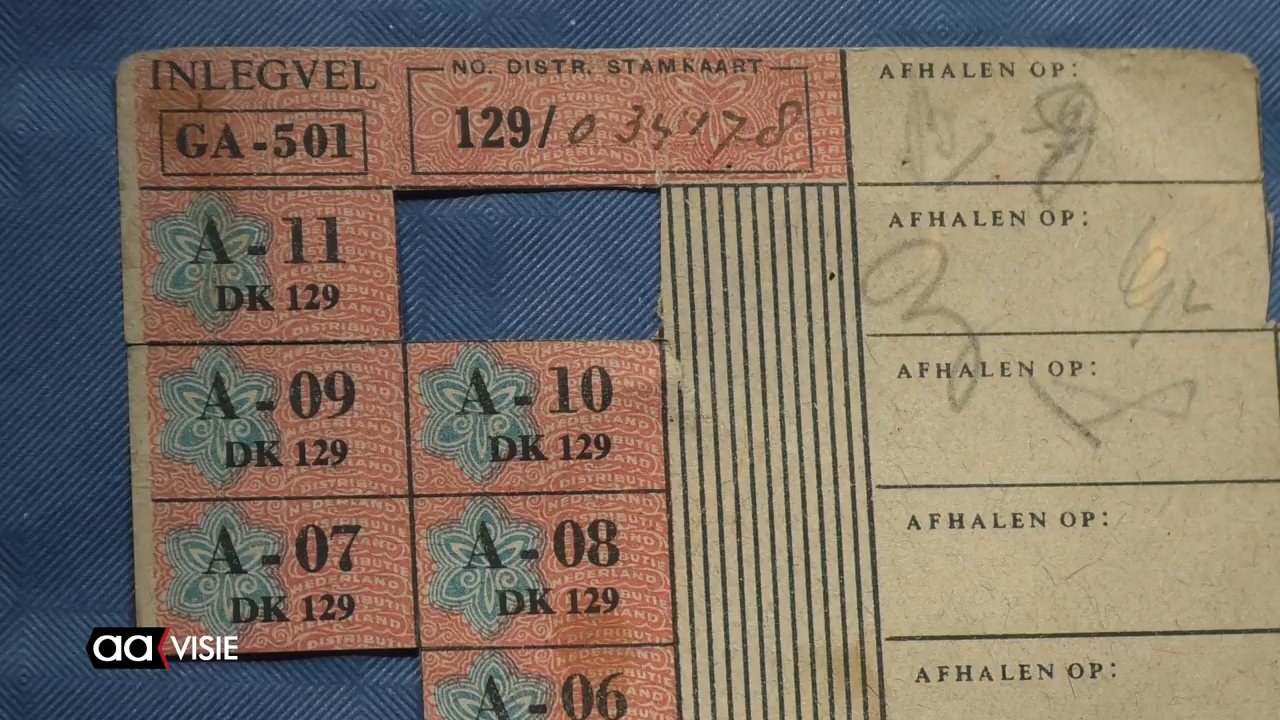 INLEGVEL
GA-501
NO. DISTR. STAMKAART
129/034178
A-11
DK 129
A-09
DK 129
A-10
DK 129
A-07
DK 129
A-08
DK 129
A-06
AFHALEN OP:
AFHALEN OP:
AFHALEN OP:
AFHALEN OP:
AFHALEN OP:
aa VISIE